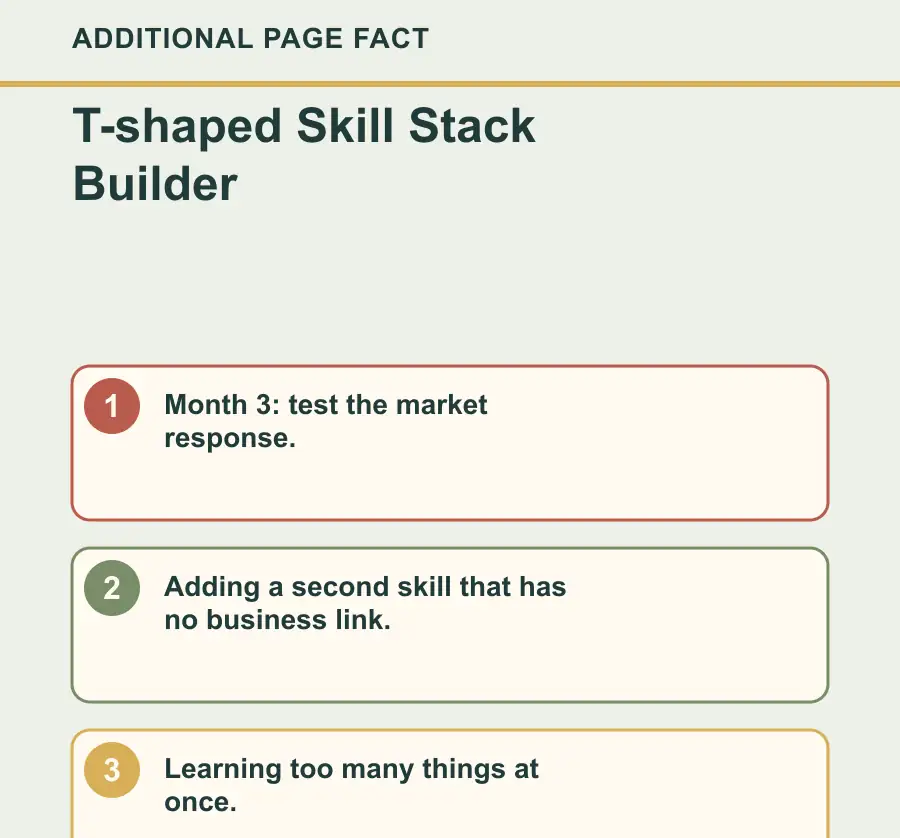 ADDITIONAL PAGE FACT
T-shaped Skill Stack
Builder
1
Month 3: test the market
response.
2
Adding a second skill that has
no business link.
3
Learning too many things at
once.